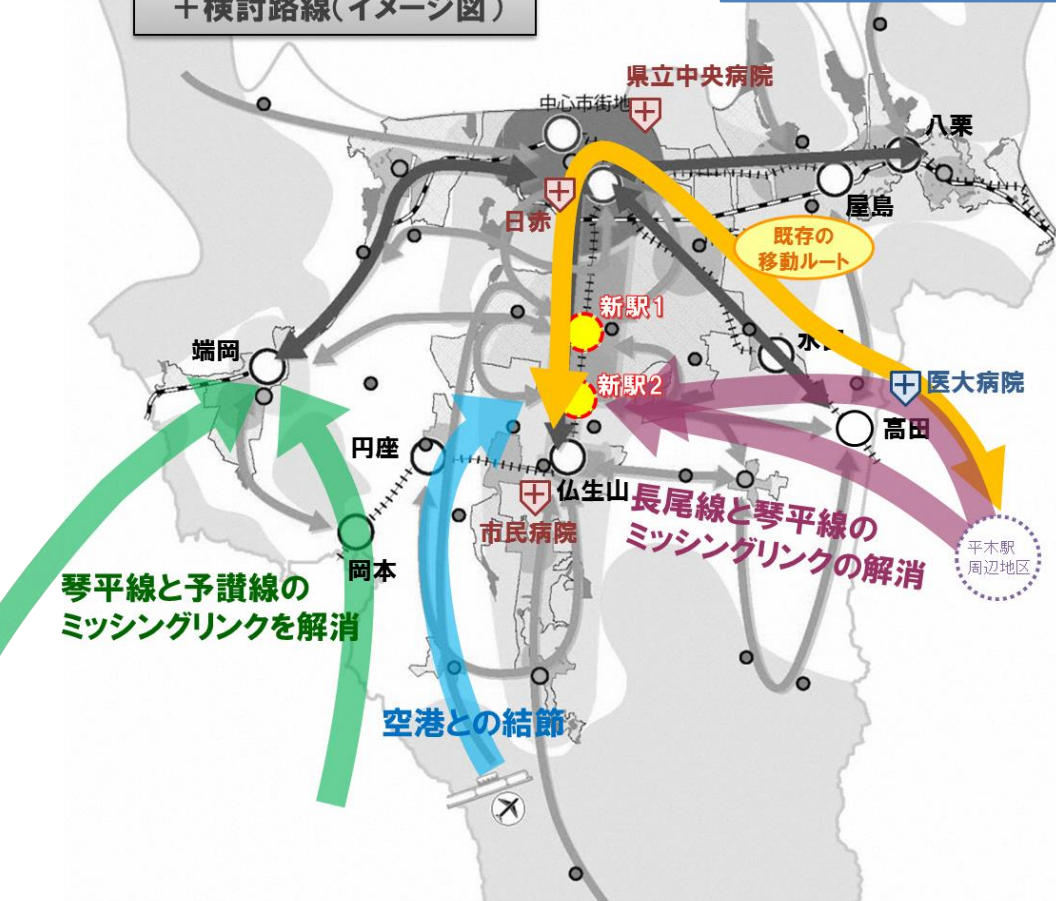 ＋検討路線(イメージ図)
県立中央病院
中心市街地
八栗
日赤
屋島
既存の
移動ルート
新駅1
端岡
新駅2
医大病院
円座
高田
仏生山
長尾線と琴平線の
ミッシングリンクの解消
市民病院
平木駅
周辺地区
岡本
琴平線と予讃線の
ミッシングリンクを解消
空港との結節